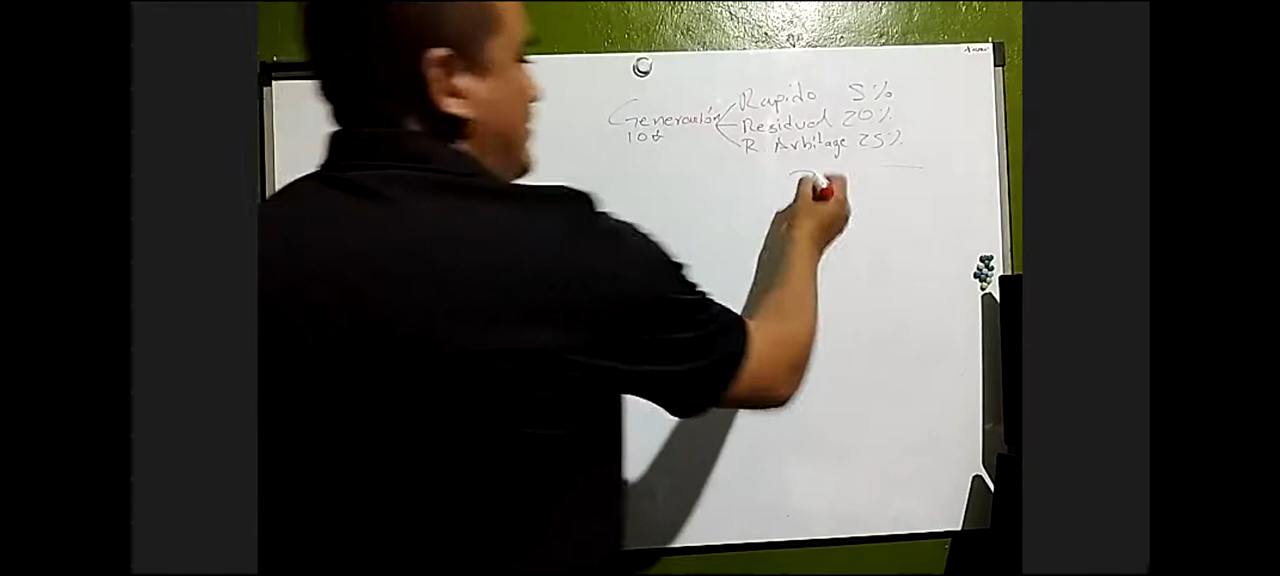 Rapido 5%
Generación Residual 20%
10+ R Arbitage 25%